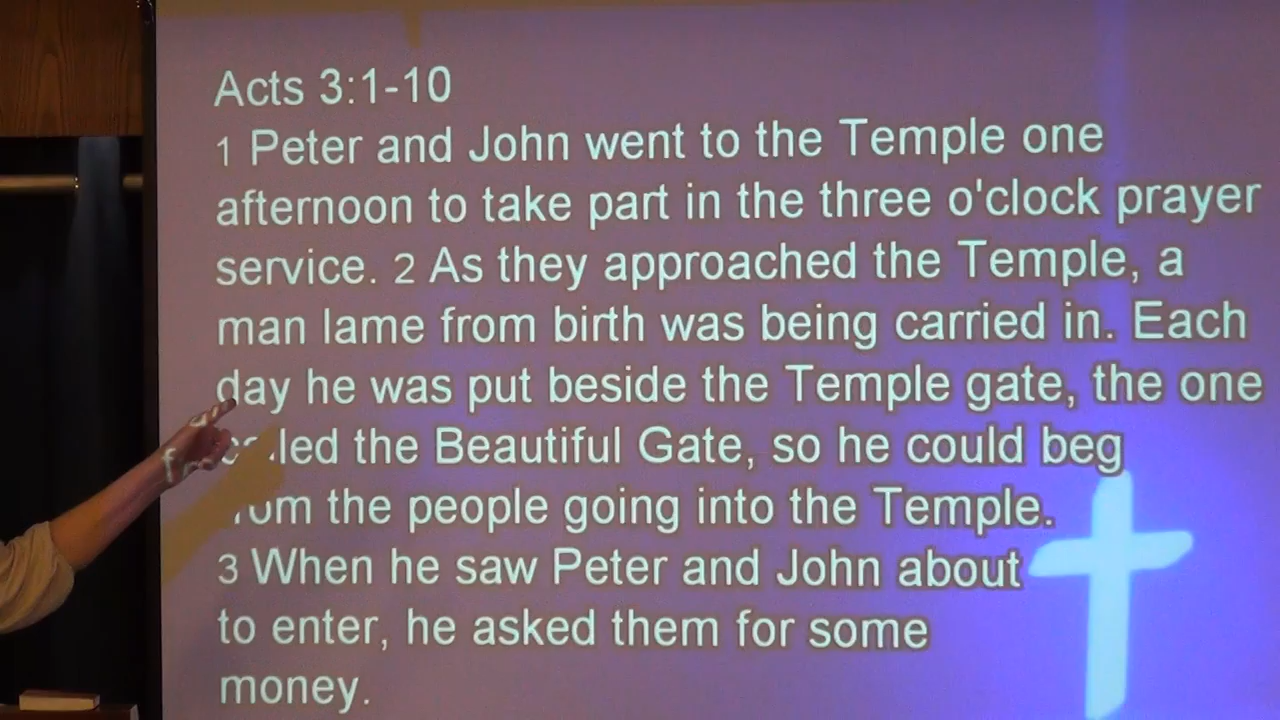 Acts 3:1-10
1 Peter and John went to the Temple one
afternoon to take part in the three o'clock prayer
service. 2 As they approached the Temple, a
man lame from birth was being carried in. Each
day he was put beside the Temple gate, the one
called the Beautiful Gate, so he could beg
from the people going into the Temple.
3 When he saw Peter and John about
to enter, he asked them for some
money.